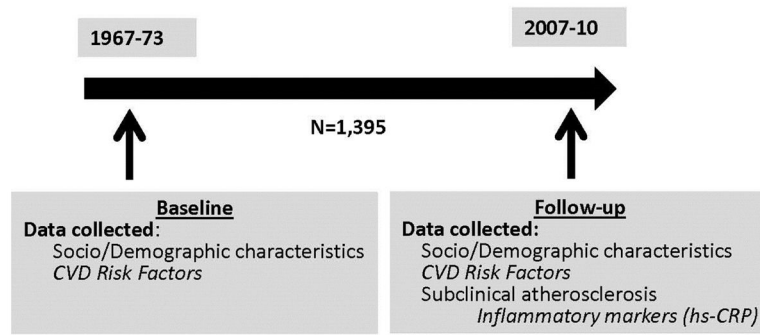 1967-73
2007-10
N=1,395
Baseline
Data collected:
Socio/Demographic characteristics
CVD Risk Factors
Follow-up
Data collected:
Socio/Demographic characteristics
CVD Risk Factors
Subclinical atherosclerosis
Inflammatory markers (hs-CRP)